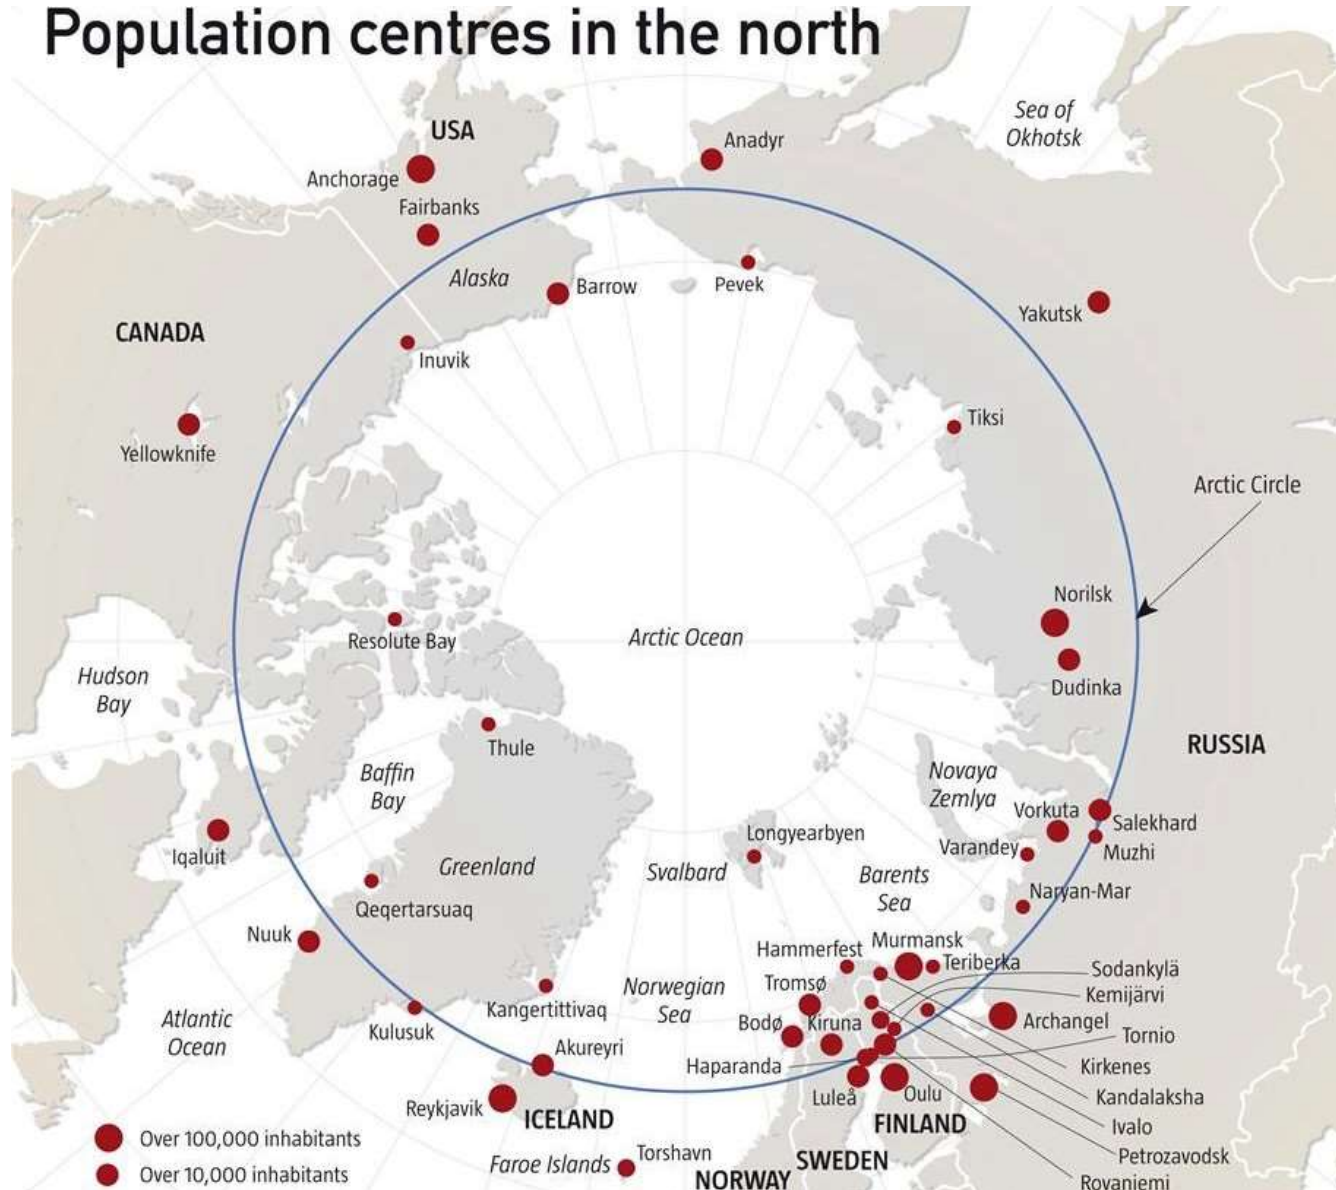 Population centres in the north
USA
Anchorage
Fairbanks
Alaska
Barrow
Inuvik
CANADA
Yellowknife
Anadyr
Pevek
Sea of
Okhotsk
Yakutsk
Tiksi
Arctic Circle
Norilsk
Dudinka
RUSSIA
Resolute Bay
Arctic Ocean
Hudson
Bay
Thule
Baffin
Bay
Iqaluit
Greenland
Qeqertarsuaq
Nuuk
Kulusuk
Kangertittivaq
Atlantic
Ocean
Longyearbyen
Svalbard
Novaya
Zemlya
Vorkuta
Salekhard
Muzhi
Varandey
Naryan-Mar
Barents
Sea
Norwegian
Sea
Hammerfest
Murmansk
Teriberka
Tromsø
Bodø
Kiruna
Haparanda
Luleå
Oulu
Archangel
Sodankylä
Kemijärvi
Tornio
Kirkenes
Kandalaksha
Ivalo
Petrozavodsk
Rovaniemi
Akureyri
Reykjavik
ICELAND
Faroe Islands
Torshavn
NORWAY
SWEDEN
FINLAND
Over 100,000 inhabitants
Over 10,000 inhabitants